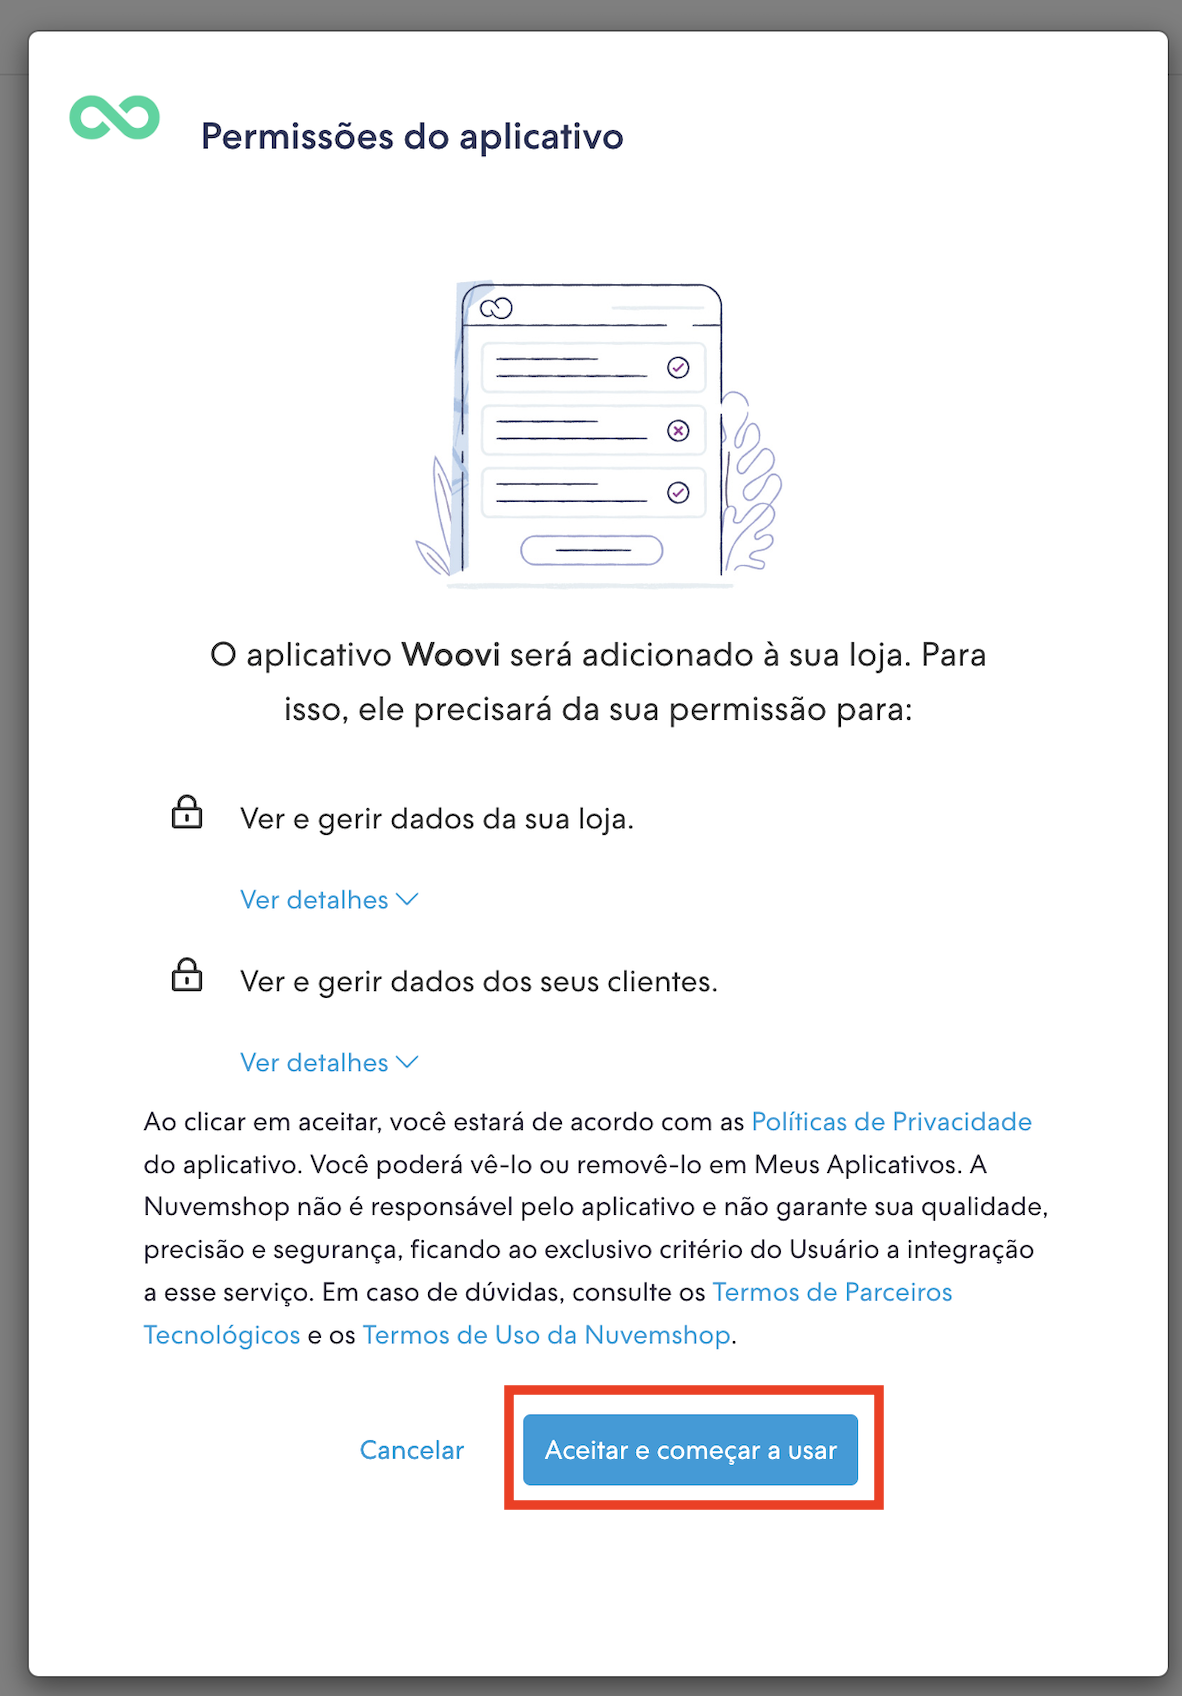 Permissões do aplicativo
O aplicativo Woovi será adicionado à sua loja. Para
isso, ele precisará da sua permissão para:
Ver e gerir dados da sua loja.
Ver detalhes
Ver e gerir dados dos seus clientes.
Ver detalhes
Ao clicar em aceitar, você estará de acordo com as Políticas de Privacidade
do aplicativo. Você poderá vê-lo ou removê-lo em Meus Aplicativos. A
Nuvemshop não é responsável pelo aplicativo e não garante sua qualidade,
precisão e segurança, ficando ao exclusivo critério do Usuário a integração
a esse serviço. Em caso de dúvidas, consulte os Termos de Parceiros
Tecnológicos e os Termos de Uso da Nuvemshop.
Cancelar Aceitar e começar a usar